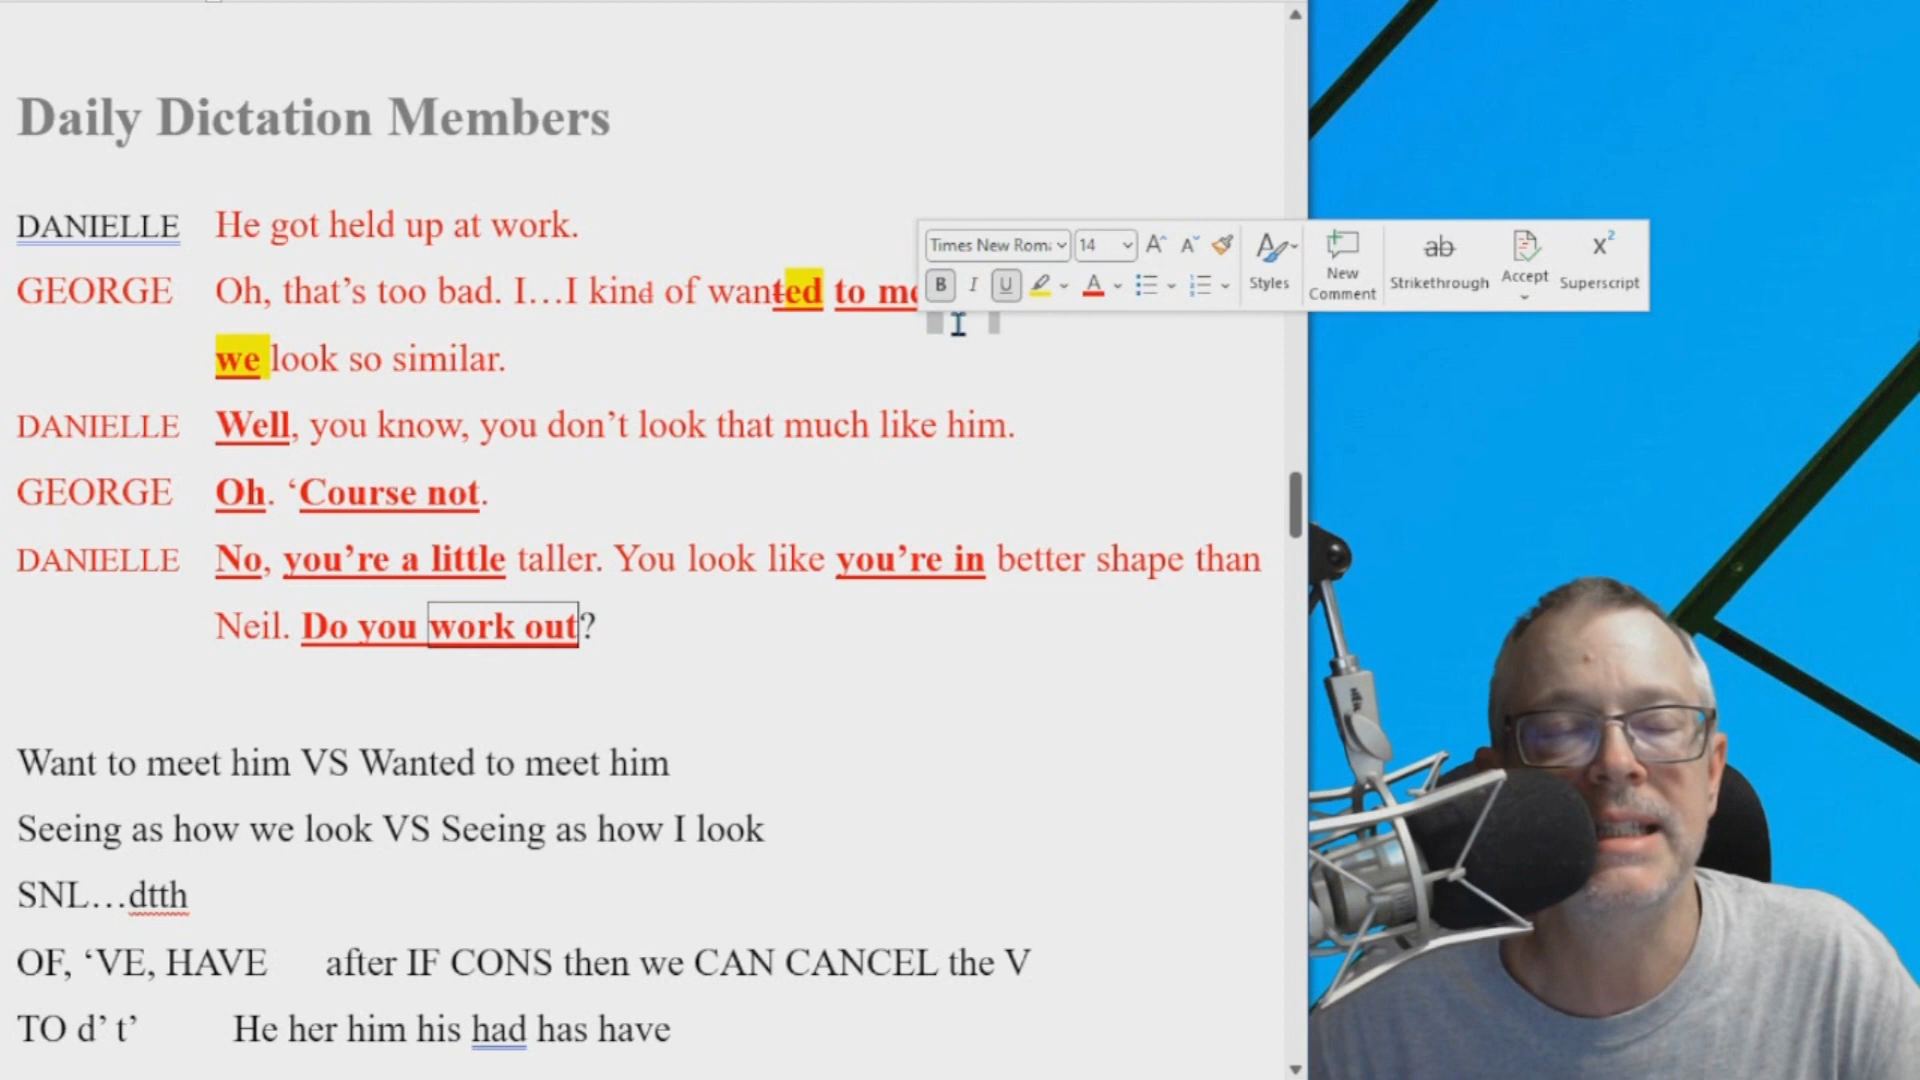 Daily Dictation Members
DANIELLE He got held up at work.
GEORGE Oh, that’s too bad. I…I kind of wanted to me
we look so similar.
DANIELLE Well, you know, you don’t look that much like him.
GEORGE Oh. ‘Course not.
DANIELLE No, you’re a little taller. You look like you’re in better shape than
Neil. Do you work out?
Want to meet him VS Wanted to meet him
Seeing as how we look VS Seeing as how I look
SNL…dtth
OF, ‘VE, HAVE after IF CONS then we CAN CANCEL the V
TO d’ t’ He her him his had has have
Times New Rom 14 A A
B I U A
Styles
New Comment
ab Strikethrough
Accept
X² Superscript